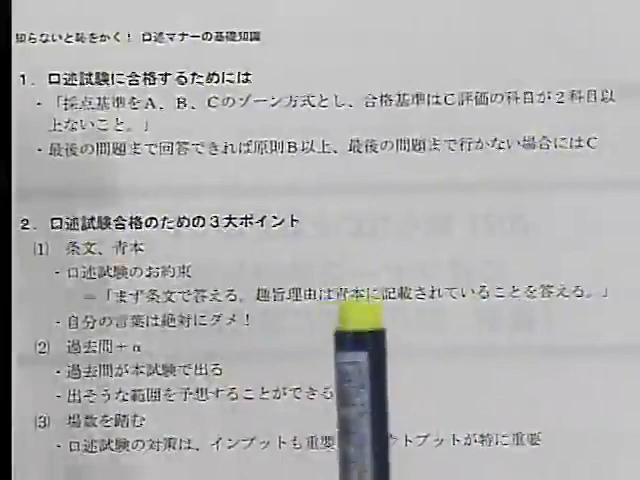 知らないと恥をかく! 口述マナーの基礎知識
1. 口述試験に合格するためには
・「採点基準をA、B、Cのゾーン方式とし、合格基準はC評価の科目が2科目以
上ないこと。」
・最後の問題まで回答できれば原則B以上、最後の問題まで行かない場合にはC
2. 口述試験合格のための3大ポイント
(1) 条文、青本
・口述試験のお約束
=「まず条文で答える。趣旨理由は青本に記載されていることを答える。」
・自分の言葉は絶対にダメ!
(2) 過去問+α
・過去問が本試験で出る
・出そうな範囲を予想することができる
(3) 場数を踏む
・口述試験の対策は、インプットも重要 トプットが特に重要